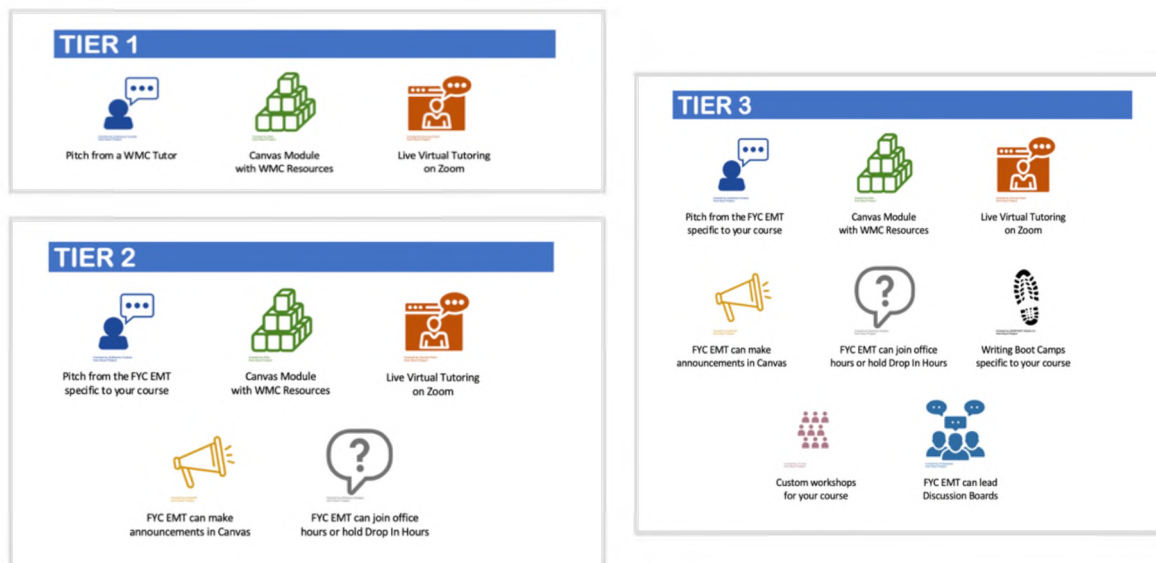 TIER 1
Pitch from a WMC Tutor
Canvas Module
with WMC Resources
Live Virtual Tutoring
on Zoom
TIER 2
Pitch from the FYC EMT
specific to your course
Canvas Module
with WMC Resources
Live Virtual Tutoring
on Zoom
FYC EMT can make
announcements in Canvas
FYC EMT can join office
hours or hold Drop In Hours
TIER 3
Pitch from the FYC EMT
specific to your course
Canvas Module
with WMC Resources
Live Virtual Tutoring
on Zoom
FYC EMT can make
announcements in Canvas
FYC EMT can join office
hours or hold Drop In Hours
Writing Boot Camps
specific to your course
Custom workshops
for your course
FYC EMT can lead
Discussion Boards